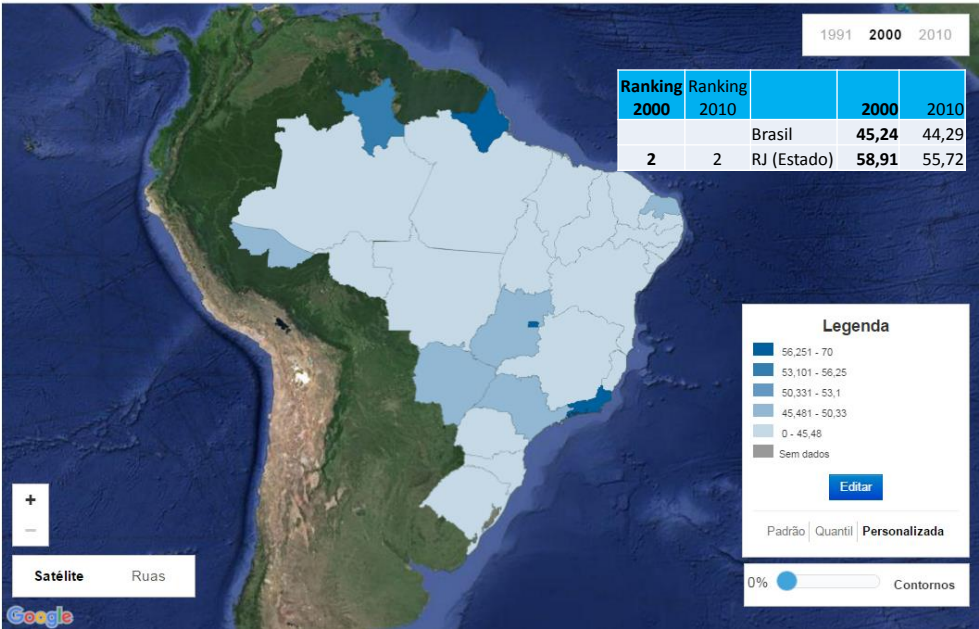 1991 2000 2010
Ranking Ranking
2000 2010 2000 2010
Brasil 45,24 44,29
2 2 RJ (Estado) 58,91 55,72
Legenda
56,251 - 70
53,101 - 56,25
50,331 - 53,1
45,481 - 50,33
0 - 45,48
Sem dados
Editar
Padrão Quantil Personalizada
0% Contornos
+
–
Satélite Ruas
Google